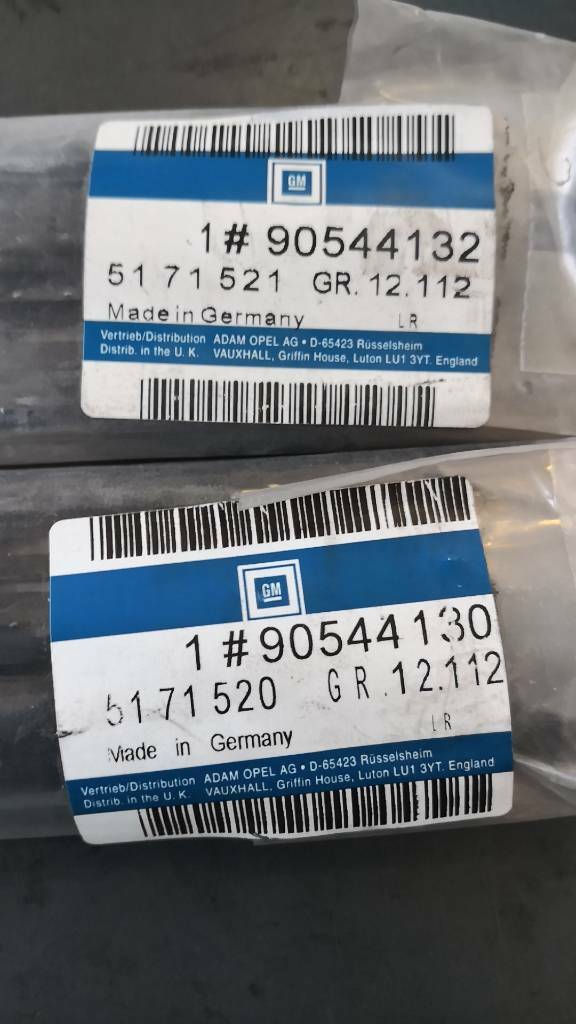 GM
1 # 90544132
51 71 521 GR. 12. 112
Made in Germany LR
Vertrieb/Distribution ADAM OPEL AG • D-65423 Rüsselsheim
Distrib. in the U. K. VAUXHALL, Griffin House, Luton LU1 3YT. England
GM
1 # 90544130
51 71 520 GR. 12.112
Made in Germany LR
Vertrieb/Distribution ADAM OPEL AG • D-65423 Rüsselsheim
Distrib. in the U. K. VAUXHALL, Griffin House, Luton LU1 3YT. England